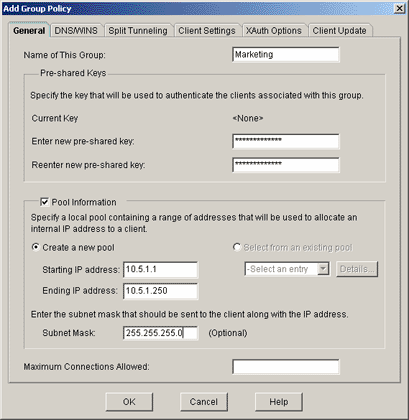 Add Group Policy
General DNS/WINS Split Tunneling Client Settings XAuth Options Client Update
Name of This Group: Marketing
Pre-shared Keys
Specify the key that will be used to authenticate the clients associated with this group.
Current Key <None>
Enter new pre-shared key: *************
Reenter new pre-shared key: *************
Pool Information
Specify a local pool containing a range of addresses that will be used to allocate an
internal IP address to a client.
Create a new pool Select from an existing pool
Starting IP address: 10.5.1.1 -Select an entry Details...
Ending IP address: 10.5.1.250
Enter the subnet mask that should be sent to the client along with the IP address.
Subnet Mask: 255.255.255.0 (Optional)
Maximum Connections Allowed:
OK Cancel Help